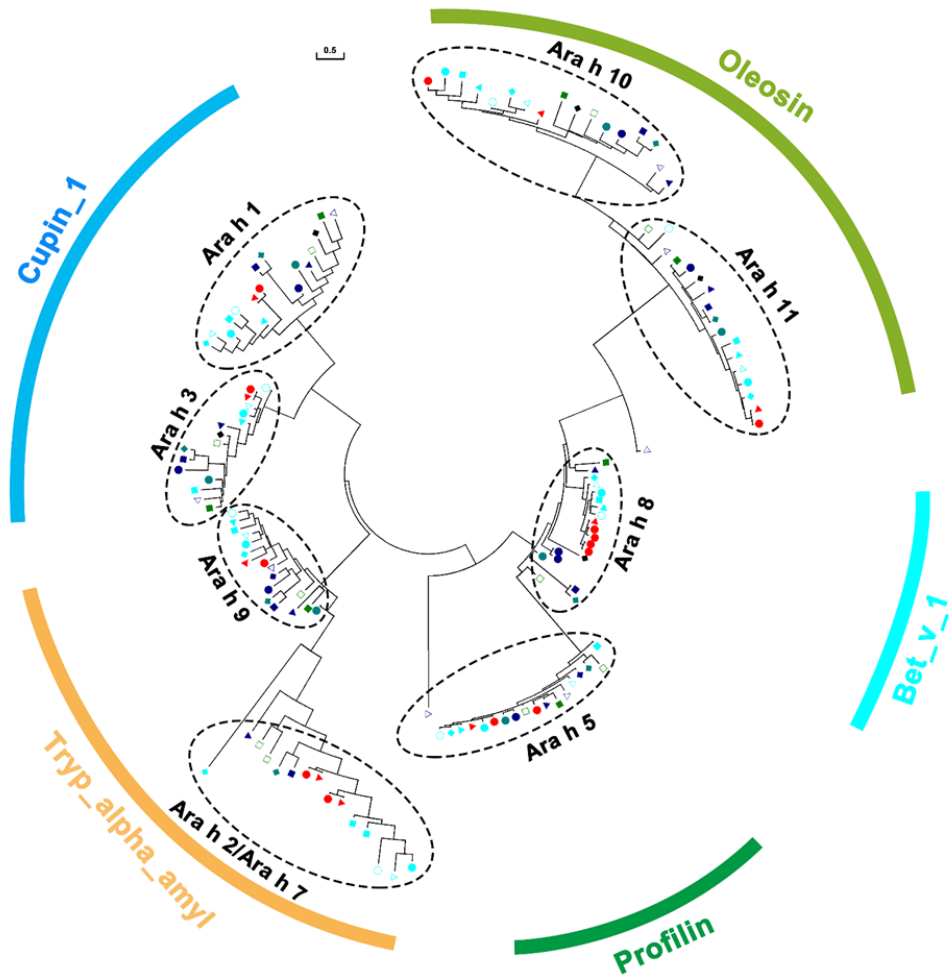 0.5
Ara h 10
Oleosin
Cupin_1
Ara h 1
Ara h 11
Ara h 3
Ara h 8
Ara h 9
Bet_v_1
Ara h 5
Tryp_alpha_amyl
Ara h 2/Ara h 7
Profilin